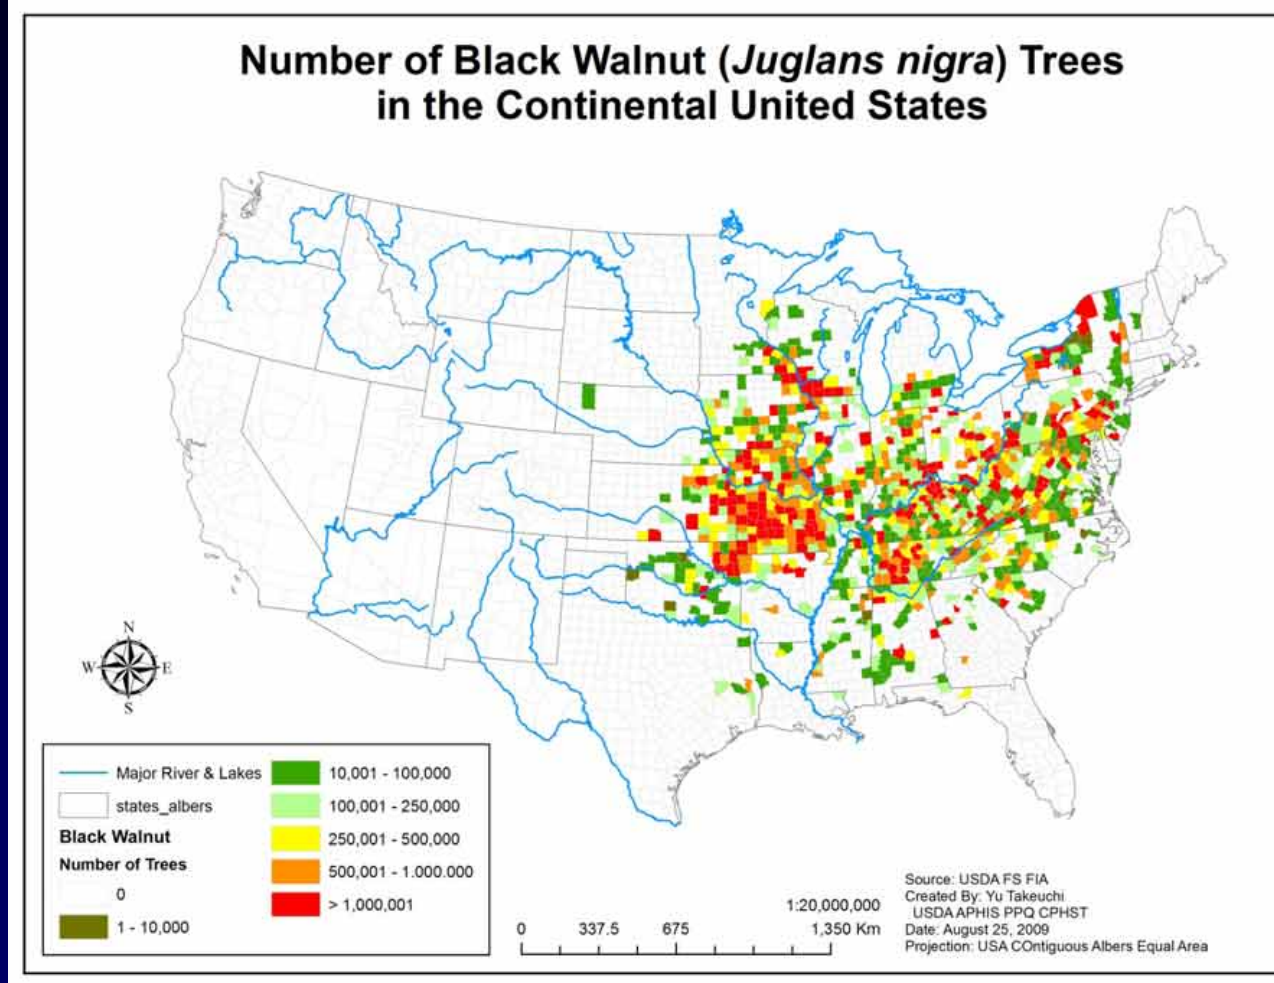 Number of Black Walnut (Juglans nigra) Trees
in the Continental United States
N
W
E
S
Major River & Lakes
states_albers
Black Walnut
Number of Trees
0
1 - 10,000
10,001 - 100,000
100,001 - 250,000
250,001 - 500,000
500,001 - 1.000.000
> 1,000,001
1:20,000,000
0 337.5 675 1,350 Km
Source: USDA FS FIA
Created By: Yu Takeuchi
USDA APHIS PPQ CPHST
Date: August 25, 2009
Projection: USA COntiguous Albers Equal Area